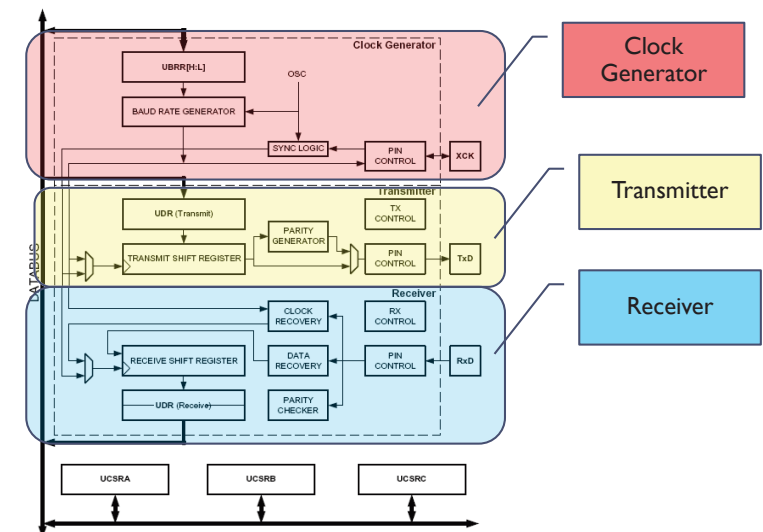 Clock Generator
UBRR[H:L]
OSC
BAUD RATE GENERATOR
SYNC LOGIC
PIN
CONTROL
XCK
Transmitter
UDR (Transmit)
TX
CONTROL
PARITY
GENERATOR
TRANSMIT SHIFT REGISTER
PIN
CONTROL
TxD
DATABUS
Receiver
CLOCK
RECOVERY
RX
CONTROL
RECEIVE SHIFT REGISTER
DATA
RECOVERY
PIN
CONTROL
RxD
UDR (Receive)
PARITY
CHECKER
UCSRA
UCSRB
UCSRC
Clock
Generator
Transmitter
Receiver